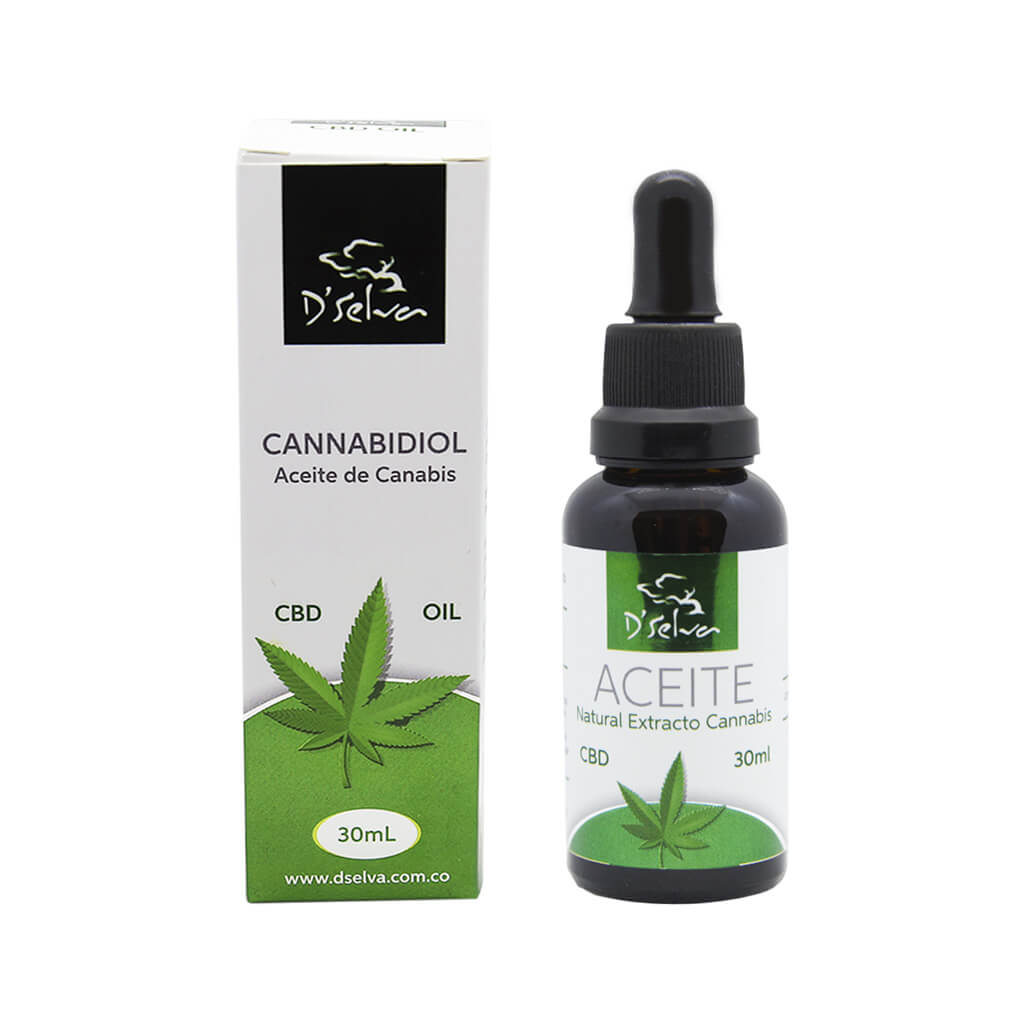 CBD OIL
D'selva
CANNABIDIOL
Aceite de Canabis
CBD OIL
30mL
www.dselva.com.co
D'selva
ACEITE
Natural Extracto Cannabis
CBD 30ml